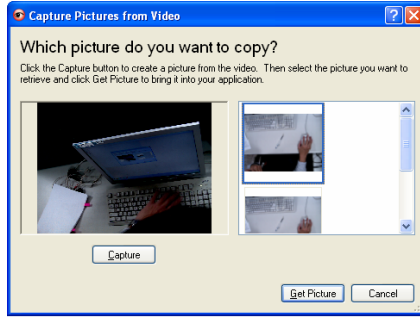 Capture Pictures from Video
Which picture do you want to copy?
Click the Capture button to create a picture from the video. Then select the picture you want to
retrieve and click Get Picture to bring it into your application.
Capture
Get Picture
Cancel